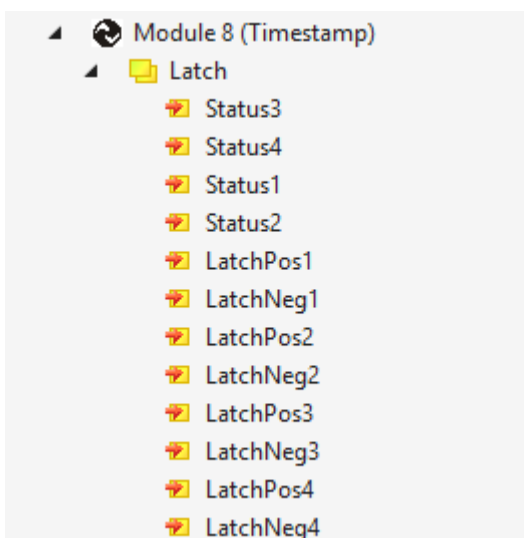 Module 8 (Timestamp)
Latch
Status3
Status4
Status1
Status2
LatchPos1
LatchNeg1
LatchPos2
LatchNeg2
LatchPos3
LatchNeg3
LatchPos4
LatchNeg4